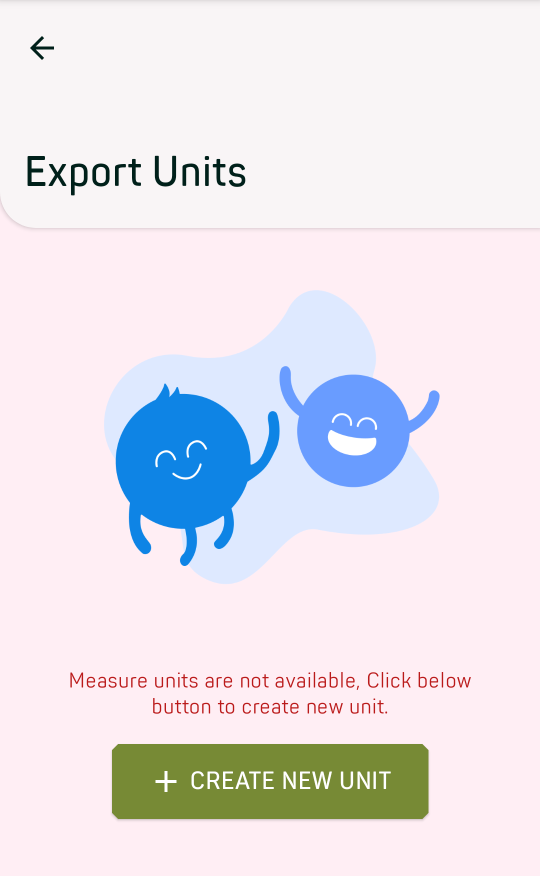 Export Units
Measure units are not available, Click below
button to create new unit.
CREATE NEW UNIT